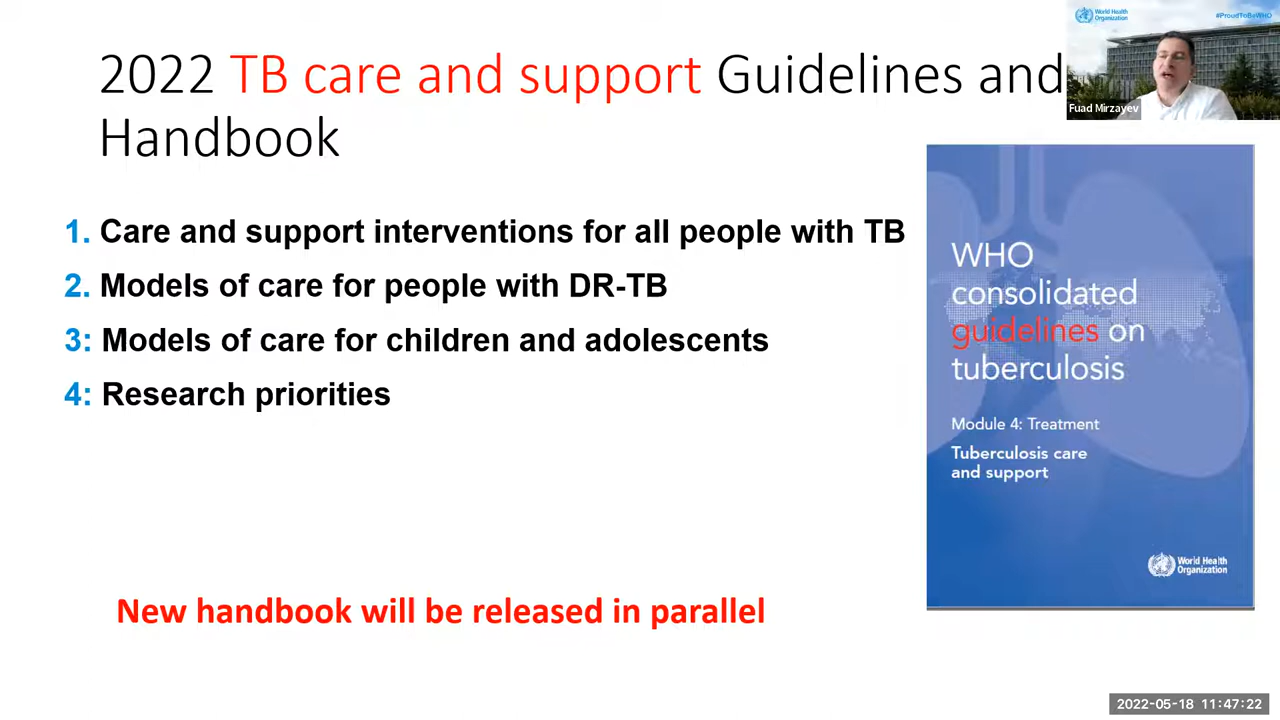 2022 TB care and support Guidelines and
Handbook
World Health
Organization
#ProudToBeWHO
Fuad Mirzayev
1. Care and support interventions for all people with TB
2. Models of care for people with DR-TB
3: Models of care for children and adolescents
4: Research priorities
New handbook will be released in parallel
WHO
consolidated
guidelines on
tuberculosis
Module 4: Treatment
Tuberculosis care
and support
World Health
Organization
2022-05-18 11:47:22